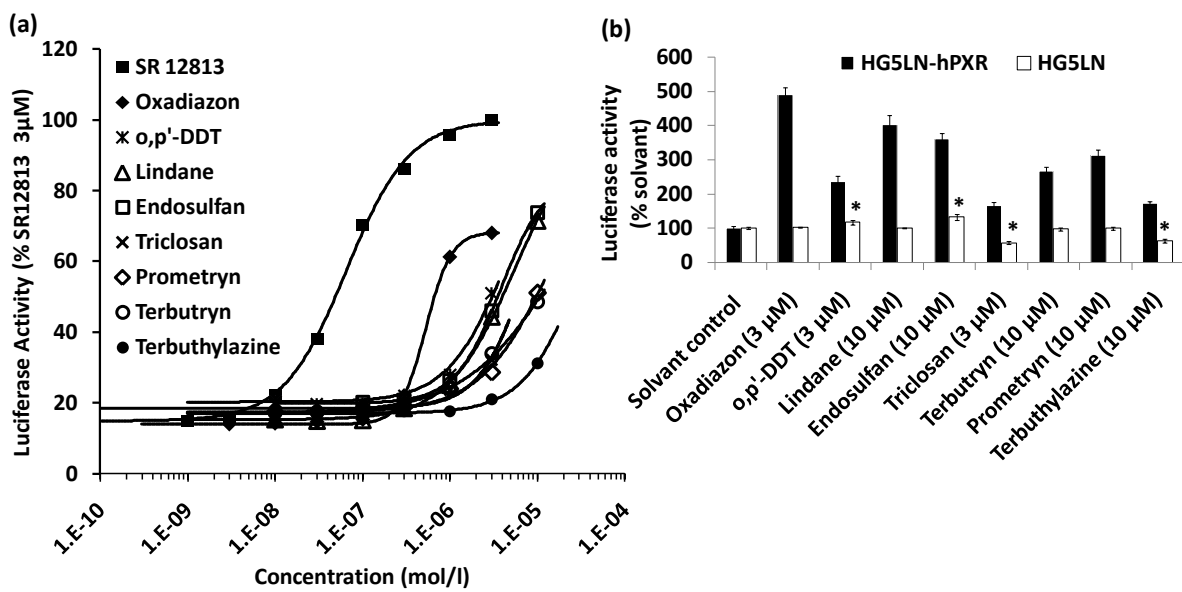 (a)
Luciferase Activity (% SR12813 3µM)
120
100
80
60
40
20
0
SR 12813
Oxadiazon
o,p'-DDT
Lindane
Endosulfan
Triclosan
Prometryn
Terbutryn
Terbuthylazine
1.E-10
1.E-09
1.E-08
1.E-07
1.E-06
1.E-05
1.E-04
Concentration (mol/l)
(b)
Luciferase activity
(% solvant)
600
500
400
300
200
100
0
HG5LN-hPXR
HG5LN
*
*
*
*
Solvant control
Oxadiazon (3 µM)
o,p'-DDT (3 µM)
Lindane (10 µM)
Endosulfan (10 µM)
Triclosan (3 µM)
Terbutryn (10 µM)
Prometryn (10 µM)
Terbuthylazine (10 µM)